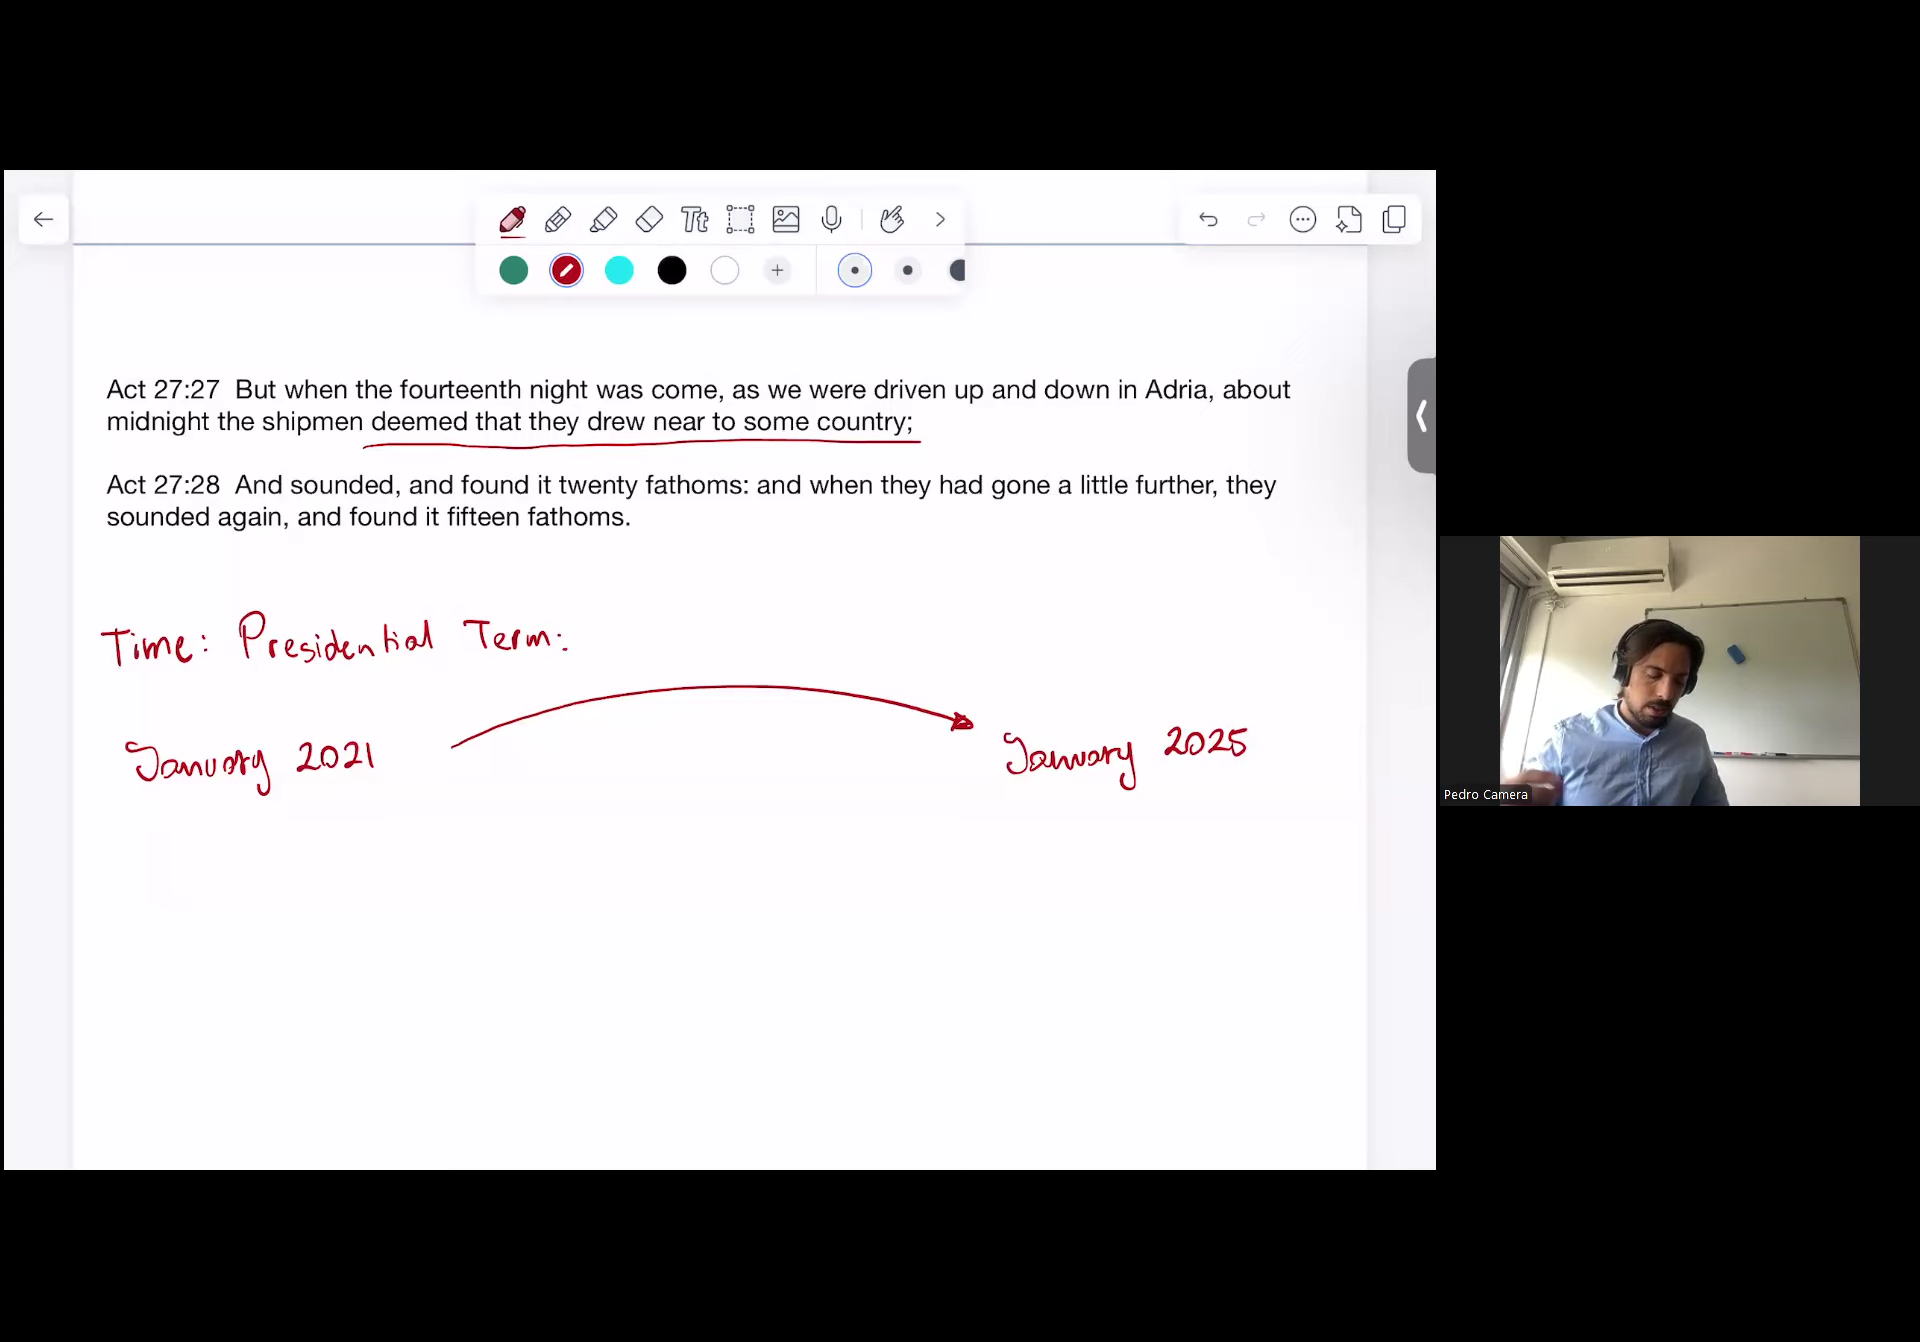 Tt
Act 27:27 But when the fourteenth night was come, as we were driven up and down in Adria, about
midnight the shipmen deemed that they drew near to some country;
Act 27:28 And sounded, and found it twenty fathoms: and when they had gone a little further, they
sounded again, and found it fifteen fathoms.
Time: Presidential Term:
January 2021
January 2025
Pedro Camera